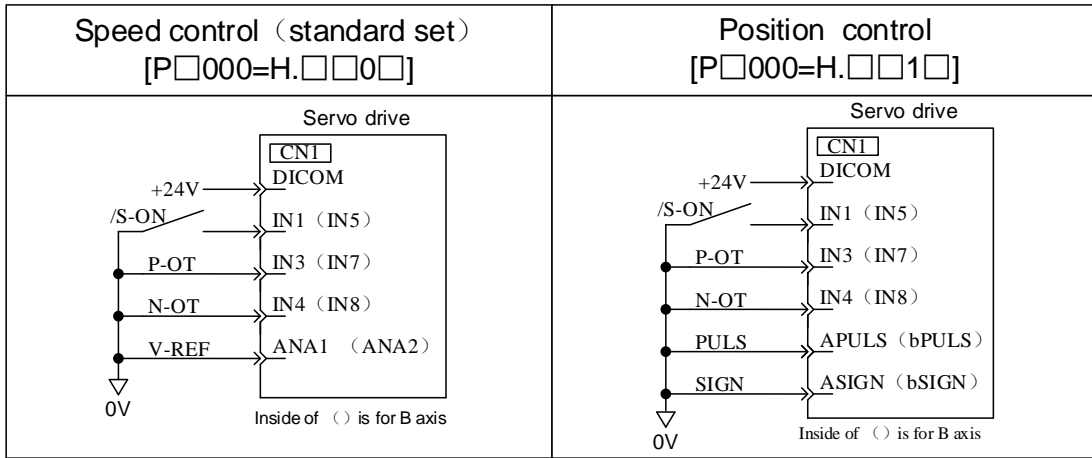 Speed control（standard set）
[P□000=H.□□0□]
Position control
[P□000=H.□□1□]
Servo drive
CN1
DICOM
+24V
/S-ON
IN1（IN5）
P-OT
IN3（IN7）
N-OT
IN4（IN8）
V-REF
ANA1 （ANA2）
0V
Inside of （）is for B axis
Servo drive
CN1
DICOM
+24V
/S-ON
IN1（IN5）
P-OT
IN3（IN7）
N-OT
IN4（IN8）
PULS
APULS（bPULS）
SIGN
ASIGN（bSIGN）
0V
Inside of （）is for B axis